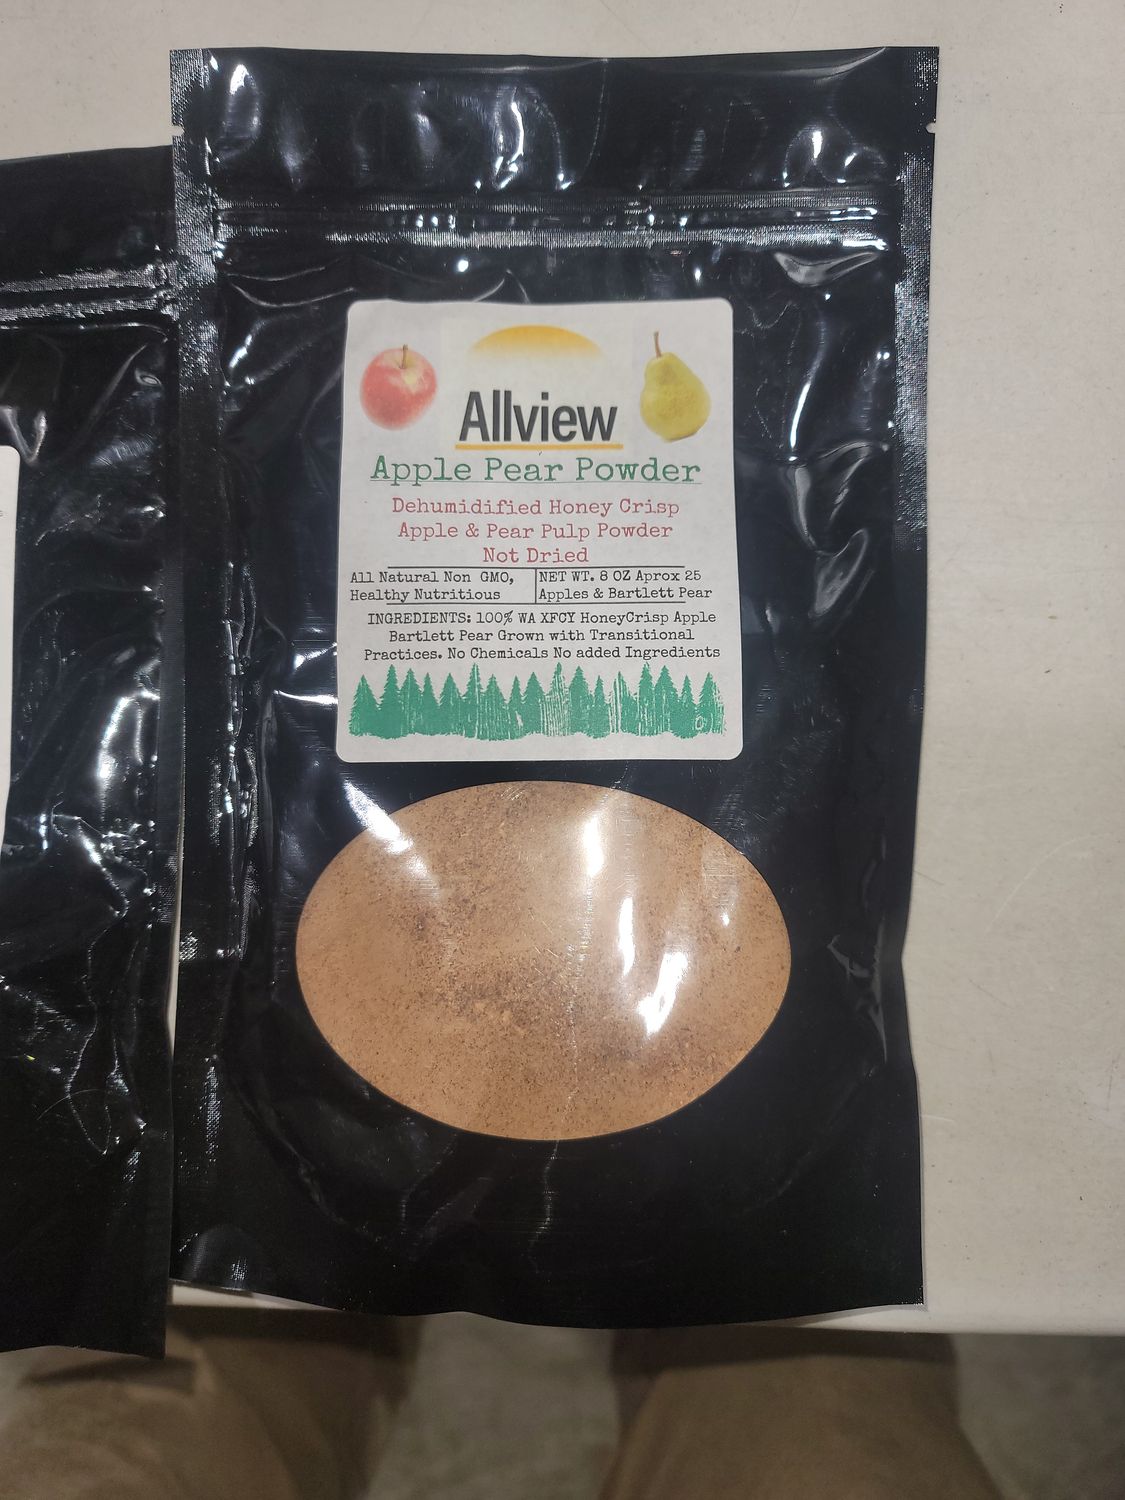 Allview
Apple Pear Powder
Dehumidified Honey Crisp
Apple & Pear Pulp Powder
Not Dried
All Natural Non GMO,
Healthy Nutritious
NET WT. 8 OZ Aprox 25
Apples & Bartlett Pear
INGREDIENTS: 100% WA XFCY HoneyCrisp Apple
Bartlett Pear Grown with Transitional
Practices. No Chemicals No added Ingredients